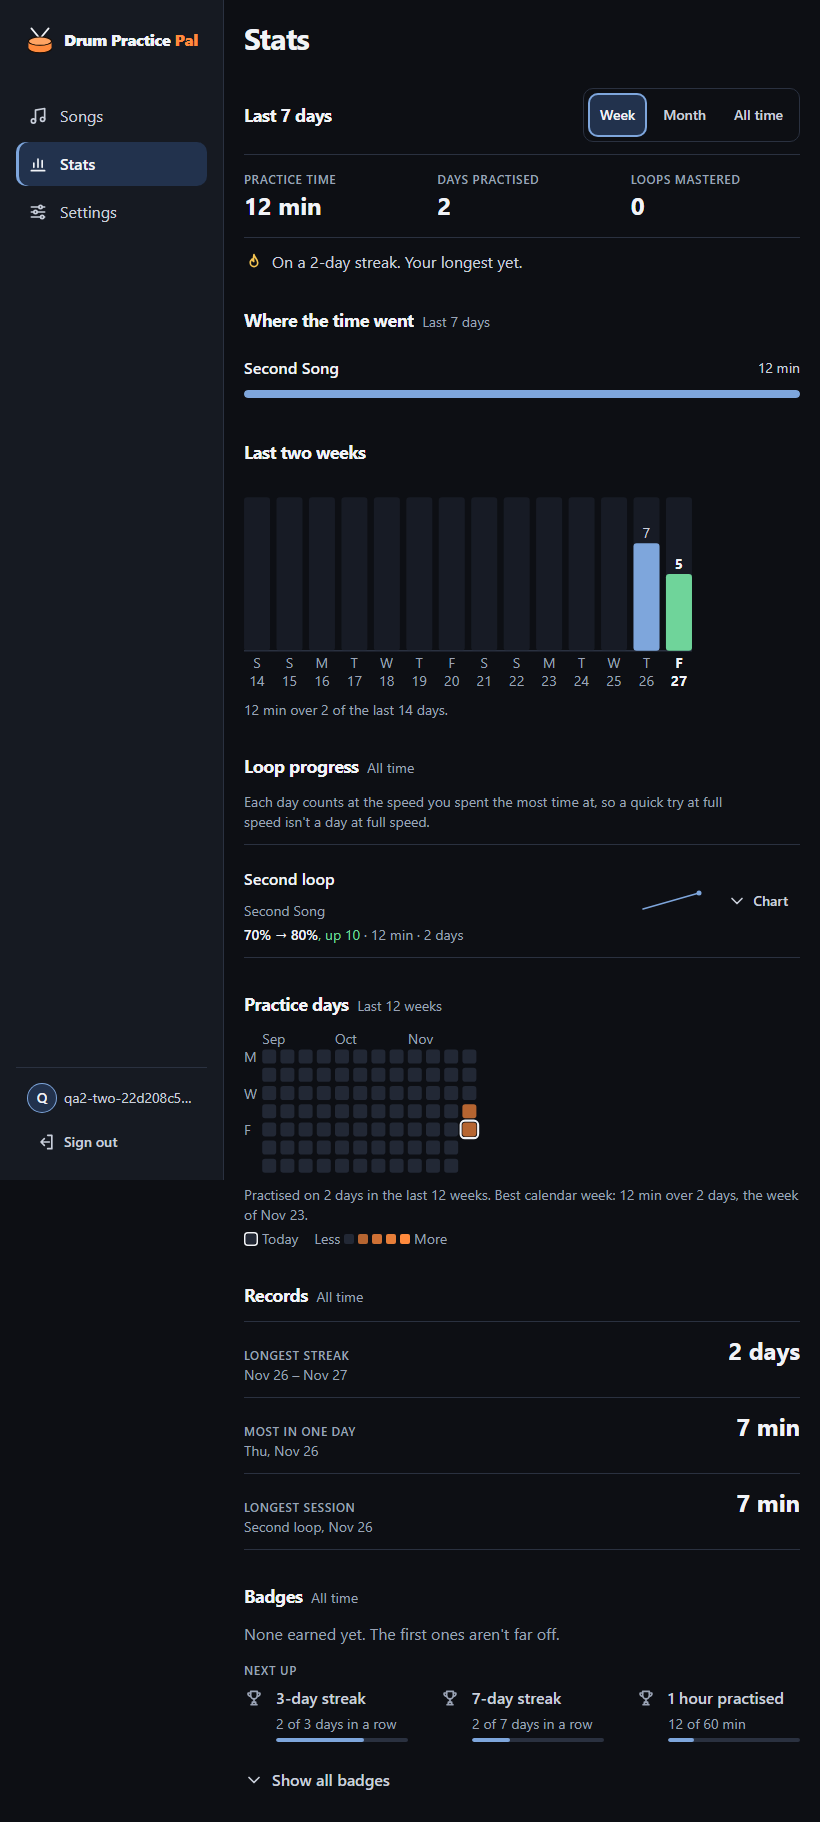 Drum Practice Pal
Songs
Stats
Settings
Q qa2-two-22d208c5...
Sign out
Stats
Last 7 days
Week Month All time
PRACTICE TIME DAYS PRACTISED LOOPS MASTERED
12 min 2 0
On a 2-day streak. Your longest yet.
Where the time went Last 7 days
Second Song 12 min
Last two weeks
7
5
S S M T W T F S S M T W T F
14 15 16 17 18 19 20 21 22 23 24 25 26 27
12 min over 2 of the last 14 days.
Loop progress All time
Each day counts at the speed you spent the most time at, so a quick try at full
speed isn't a day at full speed.
Second loop
Chart
Second Song
70% → 80%, up 10 · 12 min · 2 days
Practice days Last 12 weeks
Sep Oct Nov
M
W
F
Practised on 2 days in the last 12 weeks. Best calendar week: 12 min over 2 days, the week
of Nov 23.
Today Less More
Records All time
LONGEST STREAK 2 days
Nov 26 – Nov 27
MOST IN ONE DAY 7 min
Thu, Nov 26
LONGEST SESSION 7 min
Second loop, Nov 26
Badges All time
None earned yet. The first ones aren't far off.
NEXT UP
3-day streak 7-day streak 1 hour practised
2 of 3 days in a row 2 of 7 days in a row 12 of 60 min
Show all badges